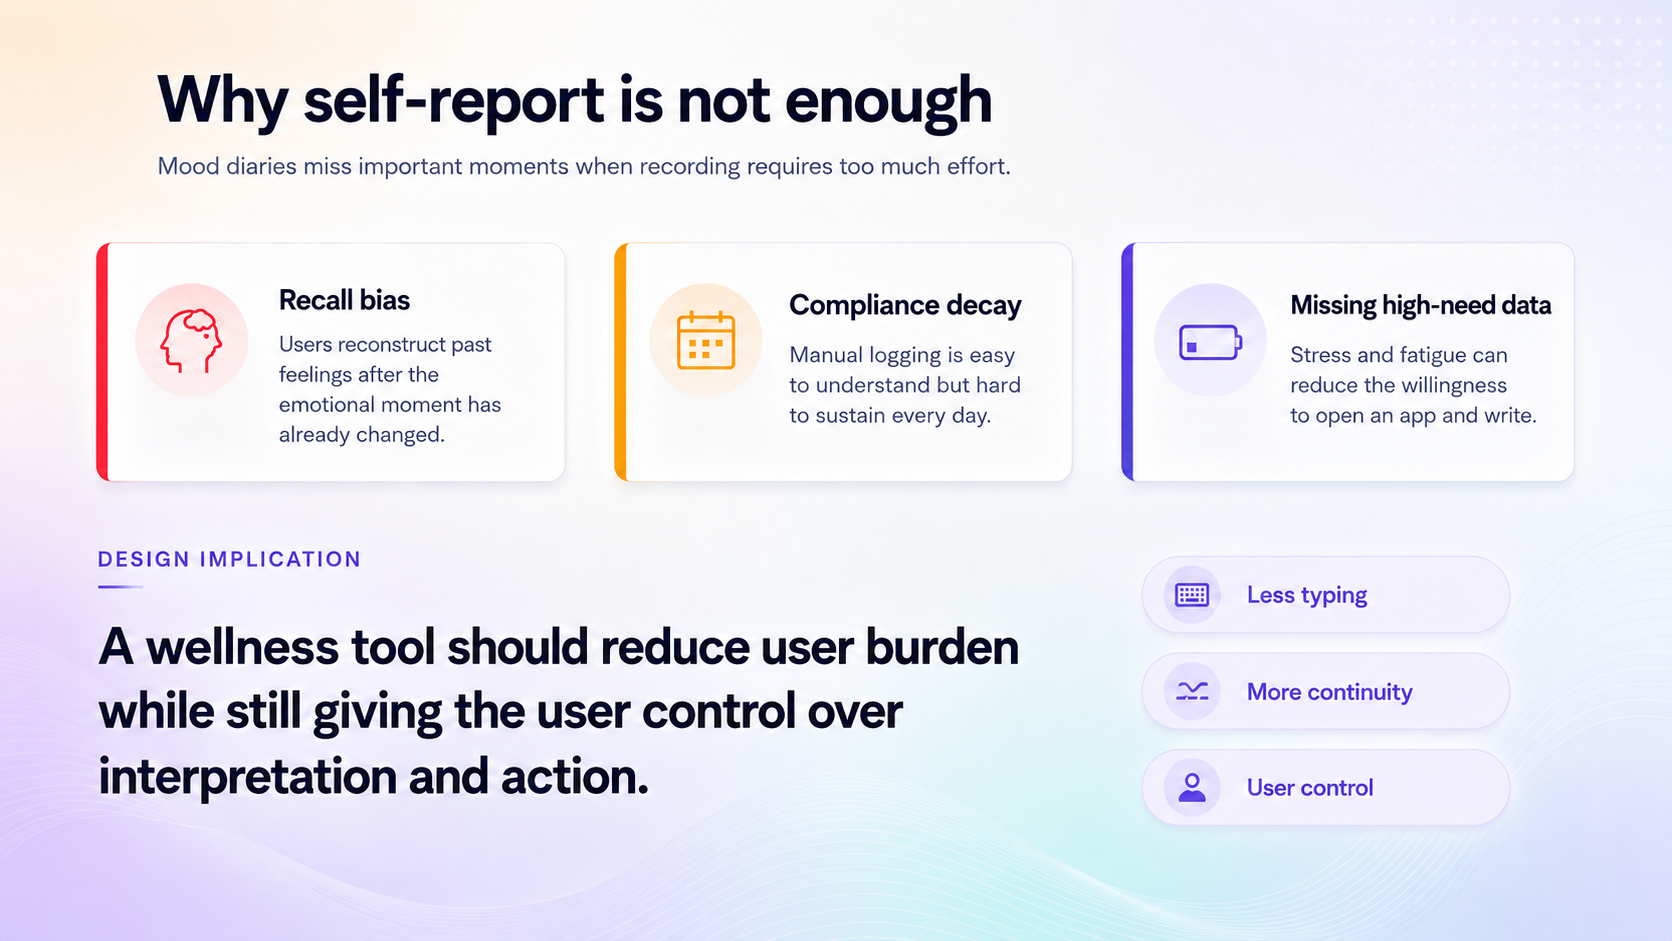 Why self-report is not enough
Mood diaries miss important moments when recording requires too much effort.
Recall bias
Users reconstruct past
feelings after the
emotional moment has
already changed.
Compliance decay
Manual logging is easy
to understand but hard
to sustain every day.
Missing high-need data
Stress and fatigue can
reduce the willingness
to open an app and write.
DESIGN IMPLICATION
A wellness tool should reduce user burden
while still giving the user control over
interpretation and action.
Less typing
More continuity
User control